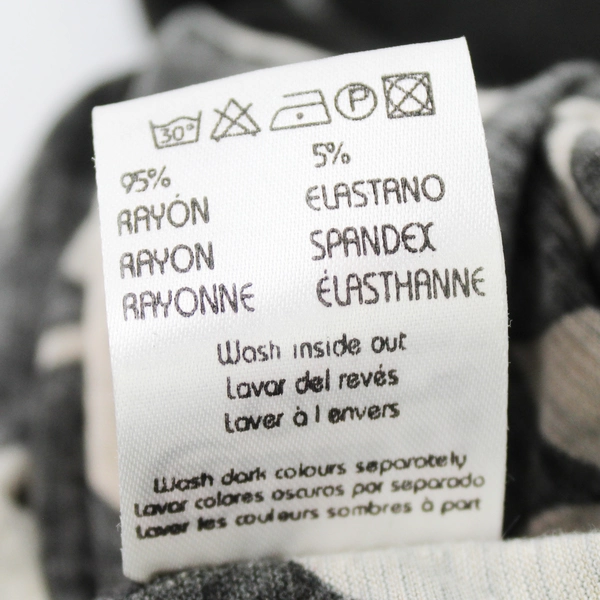 30°
P
95% 5%
RAYÓN ELASTANO
RAYON SPANDEX
RAYONNE ÉLASTHANNE
Wash inside out
Lavar del revés
Laver à l envers
Wash dark colours separately
Lavar colores oscuros por separado
Laver les couleurs sombres à part